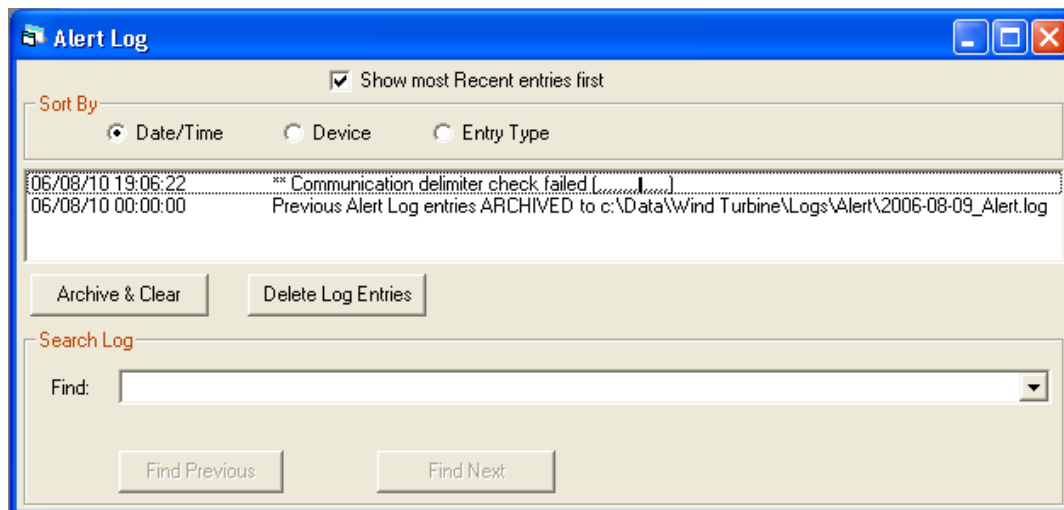 Alert Log
Show most Recent entries first
Sort By
Date/Time Device Entry Type
06/08/10 19:06:22 ** Communication delimiter check failed (,,,,,,,,|,,,,,)
06/08/10 00:00:00 Previous Alert Log entries ARCHIVED to c:\Data\Wind Turbine\Logs\Alert\2006-08-09_Alert.log
Archive & Clear Delete Log Entries
Search Log
Find:
Find Previous Find Next